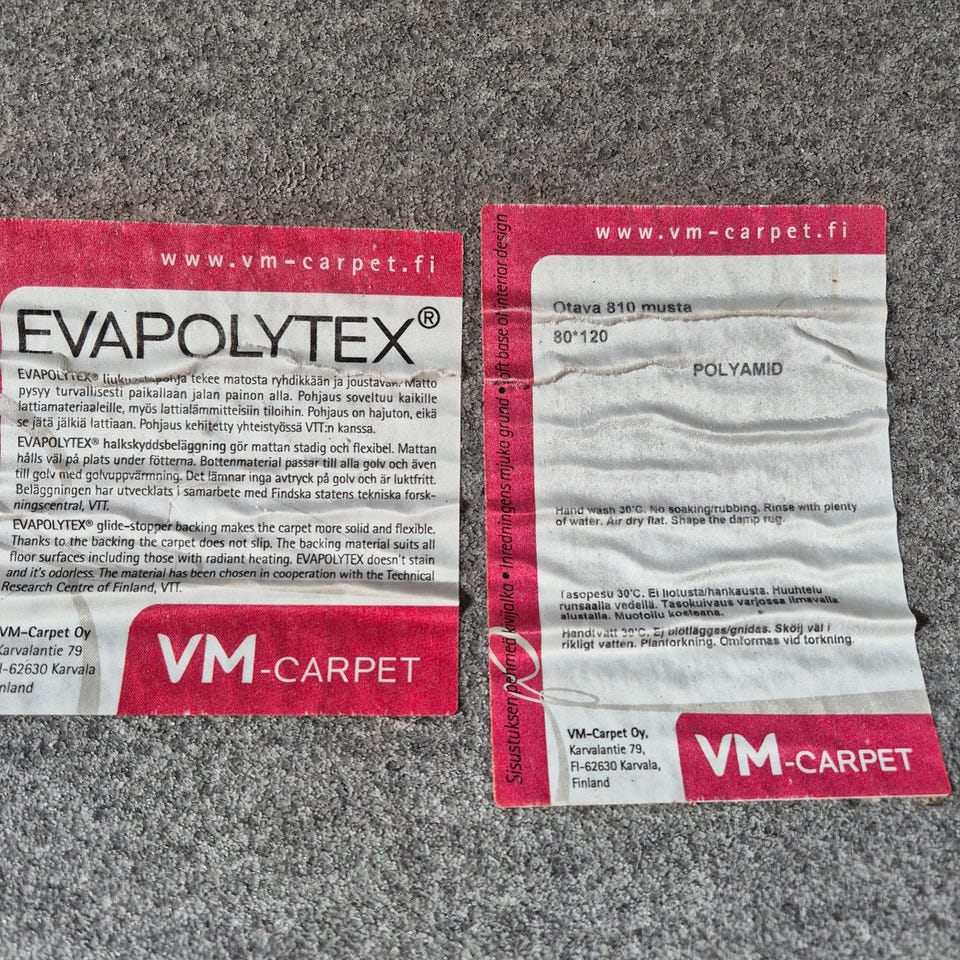 www.vm-carpet.fi
EVAPOLYTEX®
EVAPOLYTEX® liukuestepohja tekee matosta ryhdikkään ja joustavan. Matto
pysyy turvallisesti paikallaan jalan painon alla. Pohjaus soveltuu kaikille
lattiamateriaaleille, myös lattialämmitteisiin tiloihin. Pohjaus on hajuton, eikä
se jätä jälkiä lattiaan. Pohjaus kehitetty yhteistyössä VTT:n kanssa.
EVAPOLYTEX® halkskyddsbeläggning gör mattan stadig och flexibel. Mattan
hålls väl på plats under fötterna. Bottenmaterial passar till alla golv och även
till golv med golvuppvärmning. Det lämnar inga avtryck på golv och är luktfritt.
Beläggningen har utvecklats i samarbete med Findska statens tekniska forsk-
ningscentral, VTT.
EVAPOLYTEX® glide-stopper backing makes the carpet more solid and flexible.
Thanks to the backing the carpet does not slip. The backing material suits all
floor surfaces including those with radiant heating. EVAPOLYTEX doesn't stain
and it's odorless. The material has been chosen in cooperation with the Technical
Research Centre of Finland, VTT.
VM-Carpet Oy
Karvalantie 79
I-62630 Karvala
nland
VM-CARPET
www.vm-carpet.fi
Sisustuksen pehmeä kivijalka • Inredningens mjuka grund • Soft base of interior design
Otava 810 musta
80*120
POLYAMID
Hand wash 30'C. No soaking/rubbing. Rinse with plenty
of water. Air dry flat. Shape the damp rug.
Tasopesu 30'C. Ei liotusta/hankausta. Huuhtelu
runsaalla vedellä. Tasokuivaus varjossa ilmavalla
alustalla. Muotoilu kosteana.
Handtvätt 30'C. Ej blötläggas/gnidas. Skölj väl i
rikligt vatten. Plantorkning. Omformas vid torkning.
VM-Carpet Oy,
Karvalantie 79,
FI-62630 Karvala,
Finland
VM-CARPET